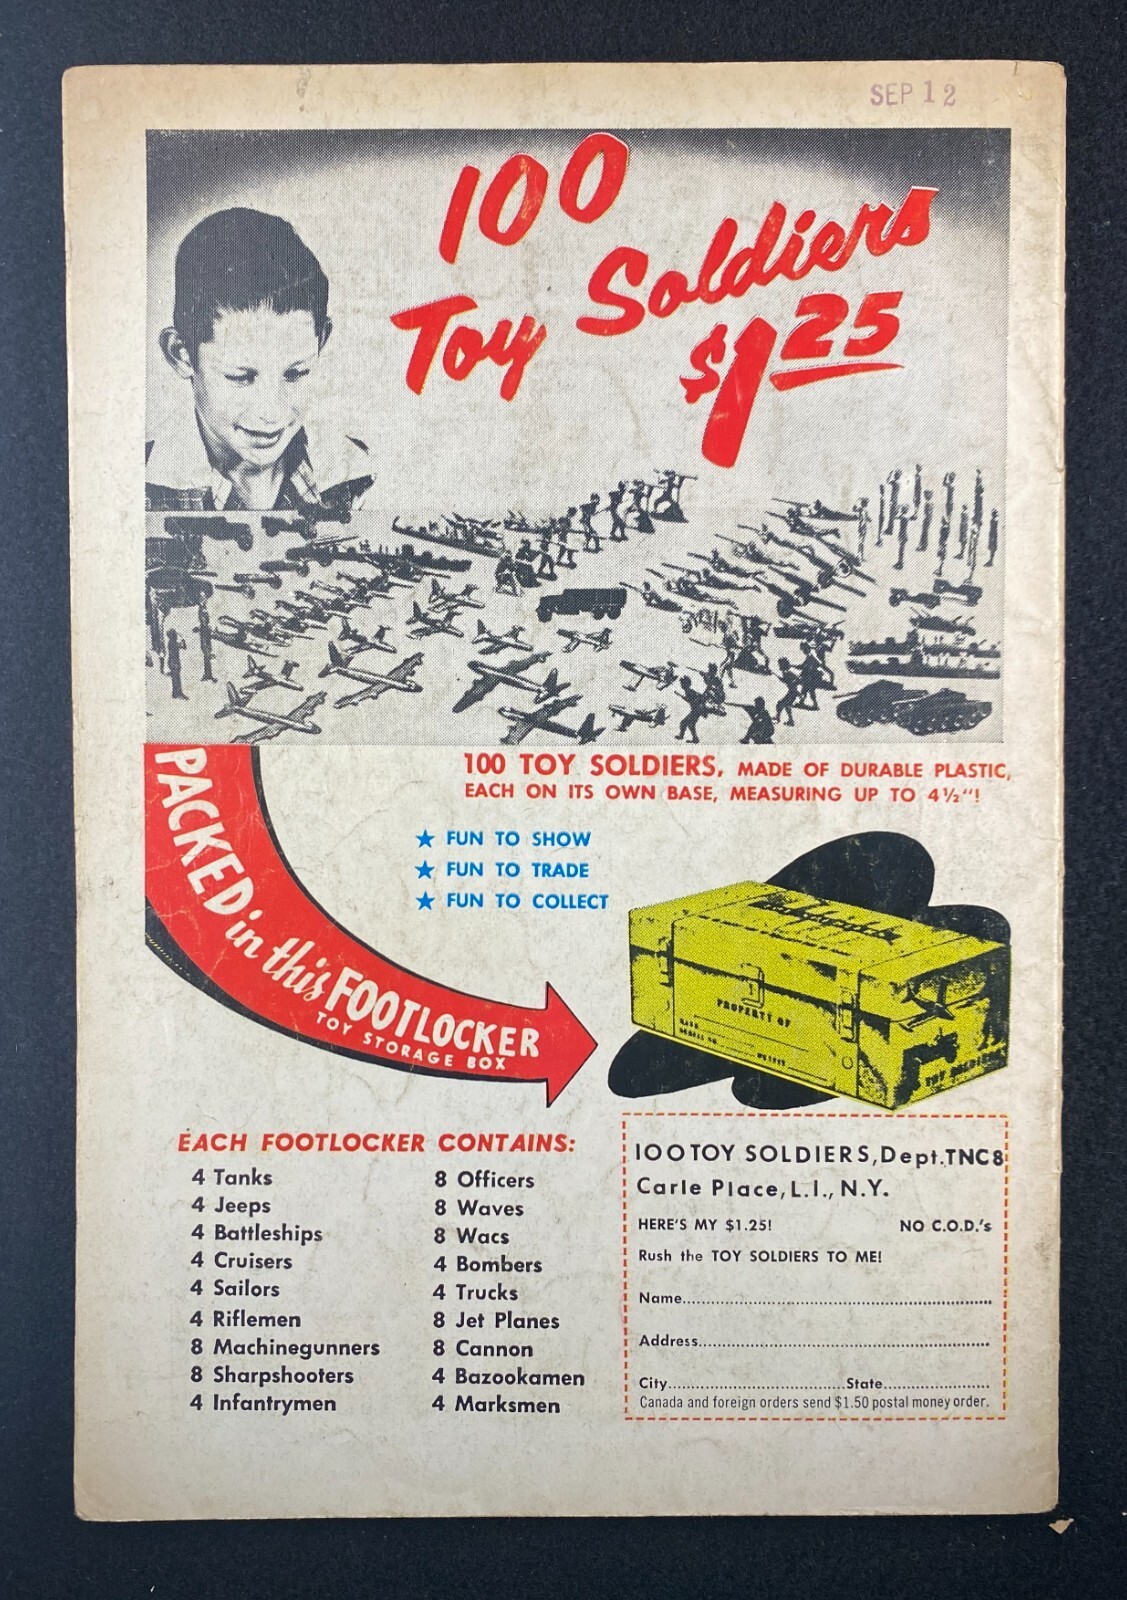 SEP 12
100
Toy Soldiers
$1.25
100 TOY SOLDIERS, MADE OF DURABLE PLASTIC,
EACH ON ITS OWN BASE, MEASURING UP TO 4½"!
★ FUN TO SHOW
★ FUN TO TRADE
★ FUN TO COLLECT
PACKED in this FOOTLOCKER
TOY STORAGE BOX
PROPERTY OF
TOY SOLDIERS
EACH FOOTLOCKER CONTAINS:
4 Tanks
4 Jeeps
4 Battleships
4 Cruisers
4 Sailors
4 Riflemen
8 Machinegunners
8 Sharpshooters
4 Infantrymen
8 Officers
8 Waves
8 Wacs
4 Bombers
4 Trucks
8 Jet Planes
8 Cannon
4 Bazookamen
4 Marksmen
100 TOY SOLDIERS, Dept. TNC8
Carle Place, L.I., N.Y.
HERE'S MY $1.25! NO C.O.D.'s
Rush the TOY SOLDIERS TO ME!
Name
Address
City State
Canada and foreign orders send $1.50 postal money order.